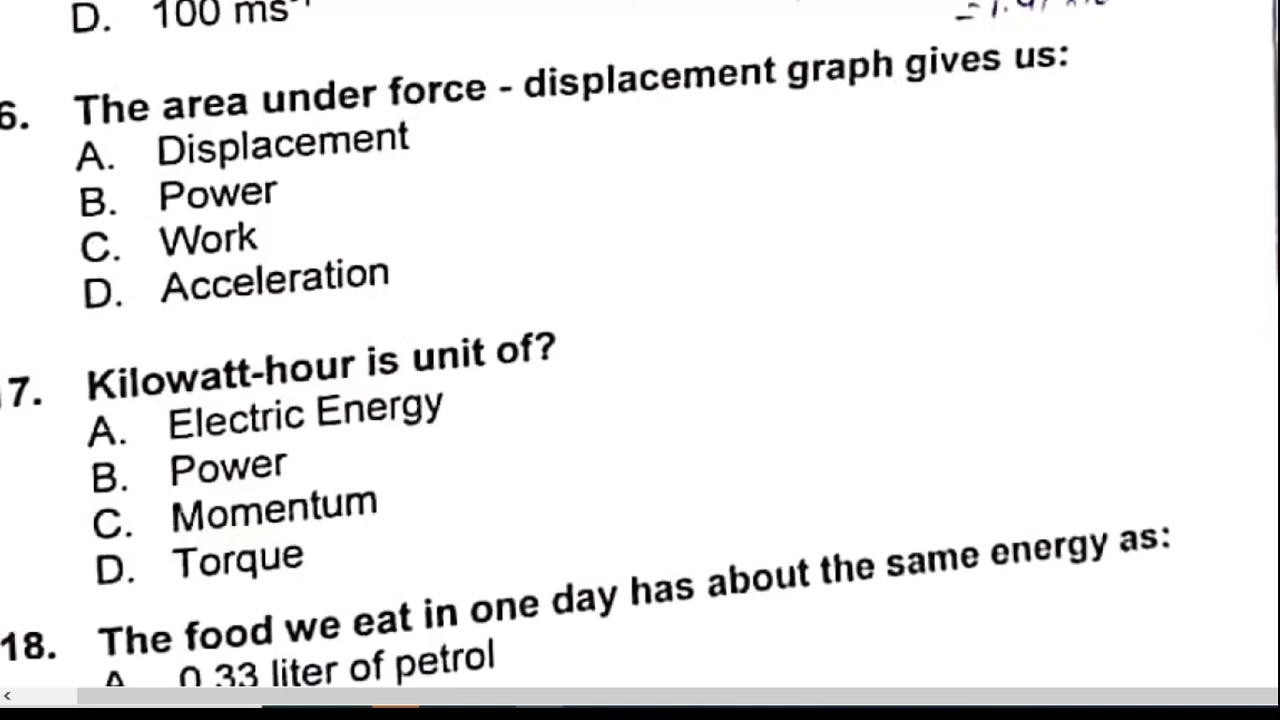 D. 100 ms⁻¹
6. The area under force - displacement graph gives us:
A. Displacement
B. Power
C. Work
D. Acceleration
17. Kilowatt-hour is unit of?
A. Electric Energy
B. Power
C. Momentum
D. Torque
18. The food we eat in one day has about the same energy as:
A 0.33 liter of petrol